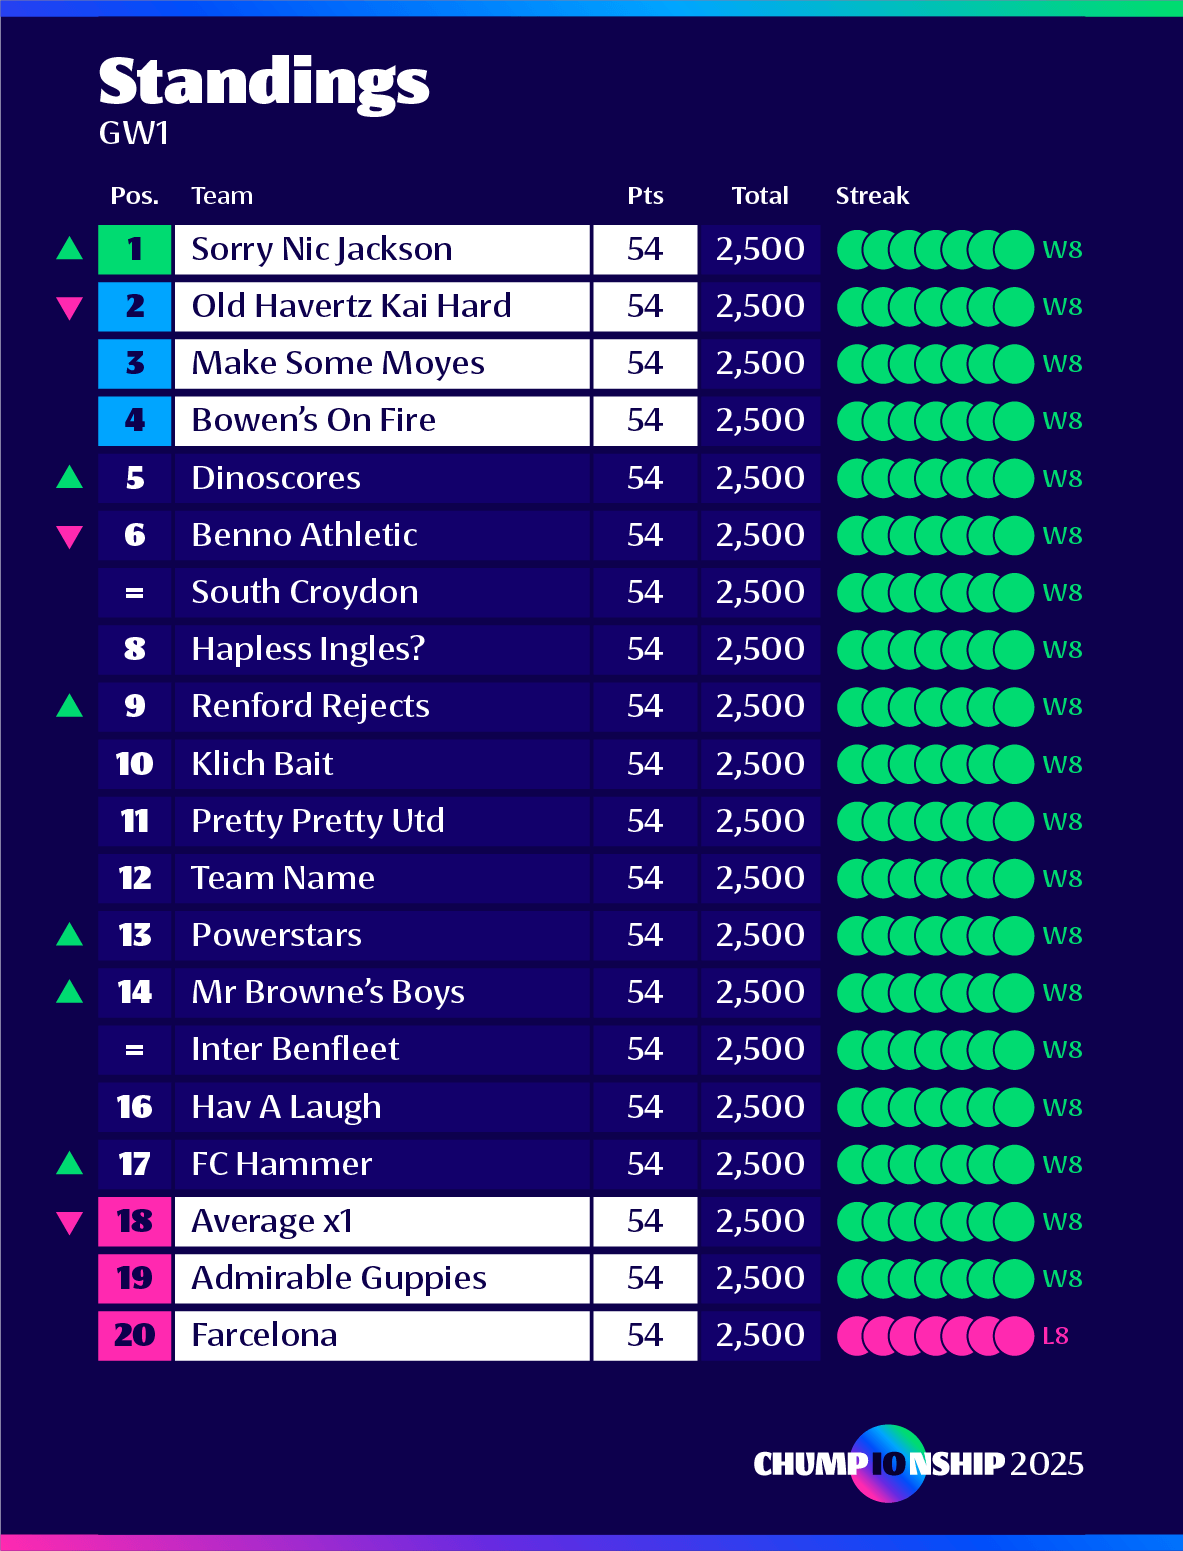 Standings
GW1
Pos. Team Pts Total Streak
1 Sorry Nic Jackson 54 2,500 W8
2 Old Havertz Kai Hard 54 2,500 W8
3 Make Some Moyes 54 2,500 W8
4 Bowen’s On Fire 54 2,500 W8
5 Dinoscores 54 2,500 W8
6 Benno Athletic 54 2,500 W8
= South Croydon 54 2,500 W8
8 Hapless Ingles? 54 2,500 W8
9 Renford Rejects 54 2,500 W8
10 Klich Bait 54 2,500 W8
11 Pretty Pretty Utd 54 2,500 W8
12 Team Name 54 2,500 W8
13 Powerstars 54 2,500 W8
14 Mr Browne’s Boys 54 2,500 W8
= Inter Benfleet 54 2,500 W8
16 Hav A Laugh 54 2,500 W8
17 FC Hammer 54 2,500 W8
18 Average x1 54 2,500 W8
19 Admirable Guppies 54 2,500 W8
20 Farcelona 54 2,500 L8
CHUMP10NSHIP 2025